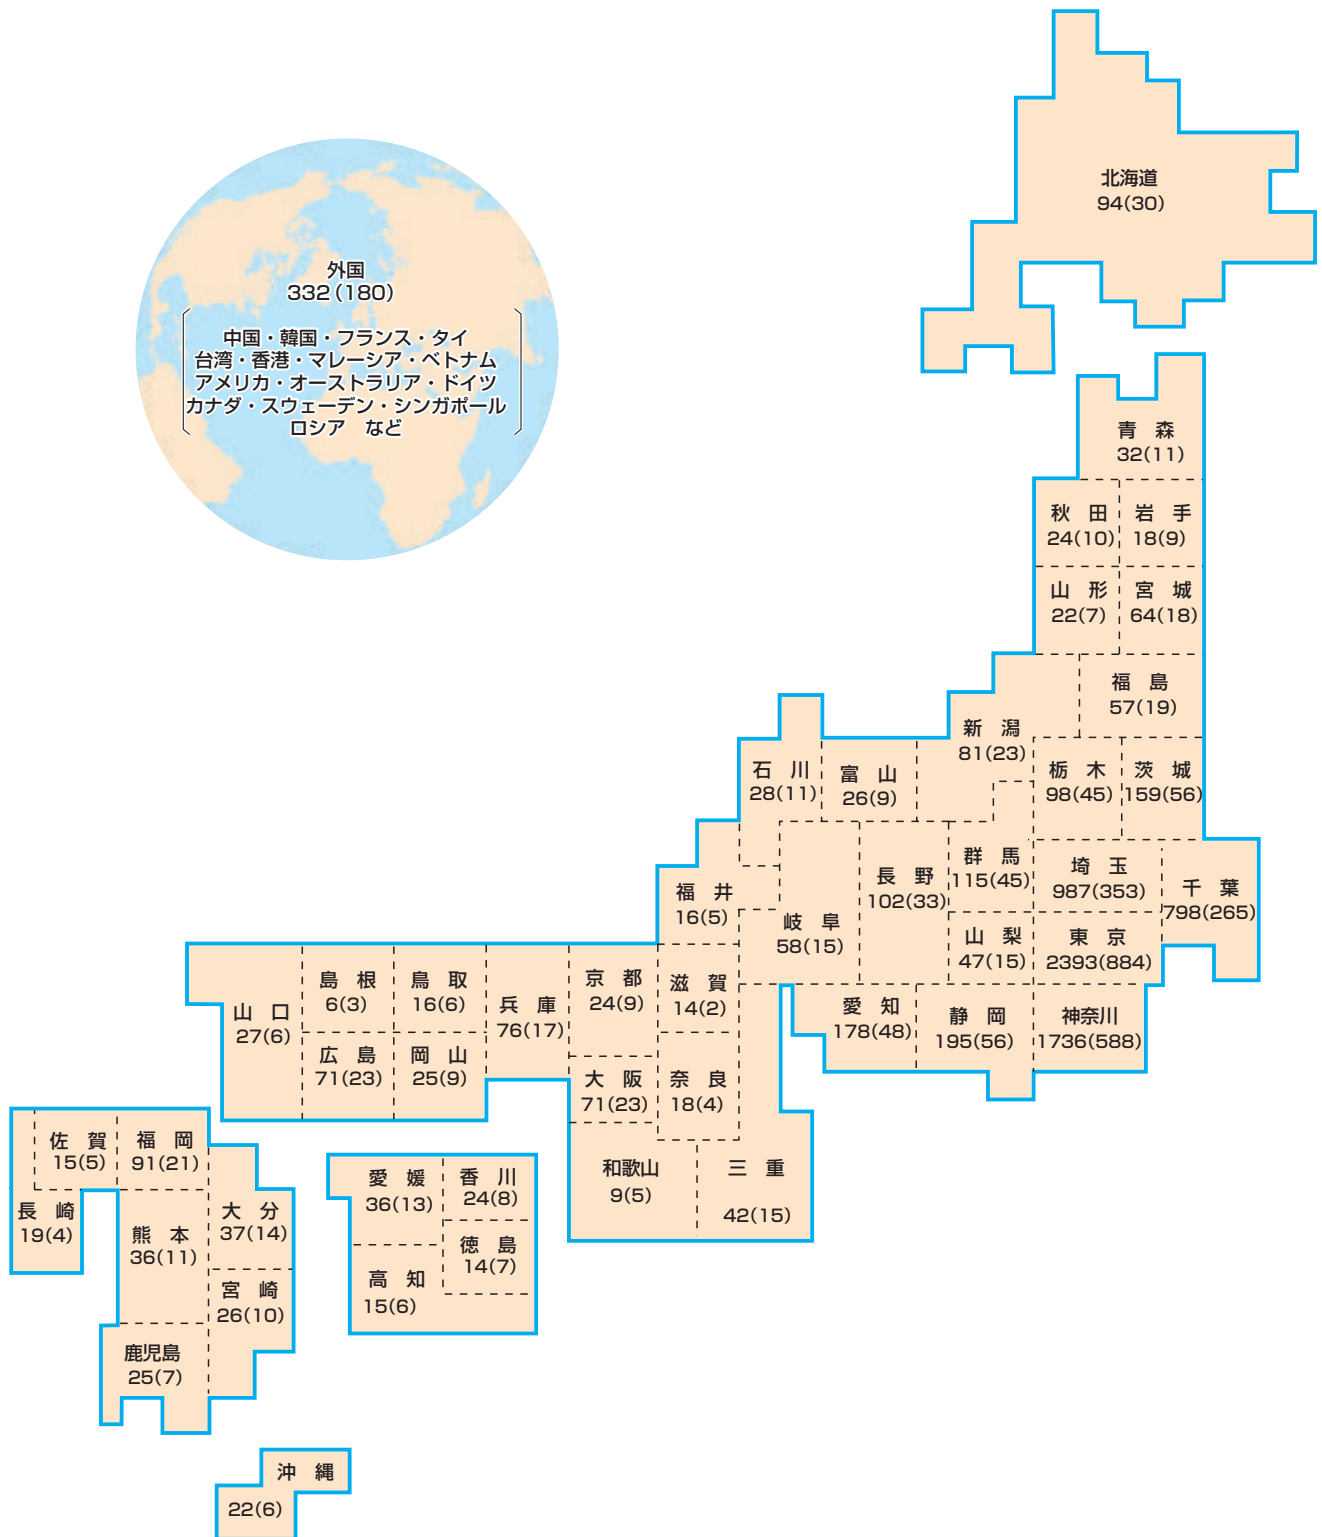 北海道
94(30)
外国
332(180)
中国・韓国・フランス・タイ
台湾・香港・マレーシア・ベトナム
アメリカ・オーストラリア・ドイツ
カナダ・スウェーデン・シンガポール
ロシア　など
青　森
32(11)
秋　田
24(10)
岩　手
18(9)
山　形
22(7)
宮　城
64(18)
福　島
57(19)
新　潟
81(23)
石　川
28(11)
富　山
26(9)
栃　木
98(45)
茨　城
159(56)
群　馬
115(45)
埼　玉
987(353)
千　葉
798(265)
長　野
102(33)
福　井
16(5)
岐　阜
58(15)
山　梨
47(15)
東　京
2393(884)
島　根
6(3)
鳥　取
16(6)
京　都
24(9)
滋　賀
14(2)
山　口
27(6)
兵　庫
76(17)
愛　知
178(48)
静　岡
195(56)
神奈川
1736(588)
広　島
71(23)
岡　山
25(9)
大　阪
71(23)
奈　良
18(4)
和歌山
9(5)
三　重
42(15)
佐　賀
15(5)
福　岡
91(21)
愛　媛
36(13)
香　川
24(8)
長　崎
19(4)
熊　本
36(11)
大　分
37(14)
徳　島
14(7)
高　知
15(6)
宮　崎
26(10)
鹿児島
25(7)
沖　縄
22(6)